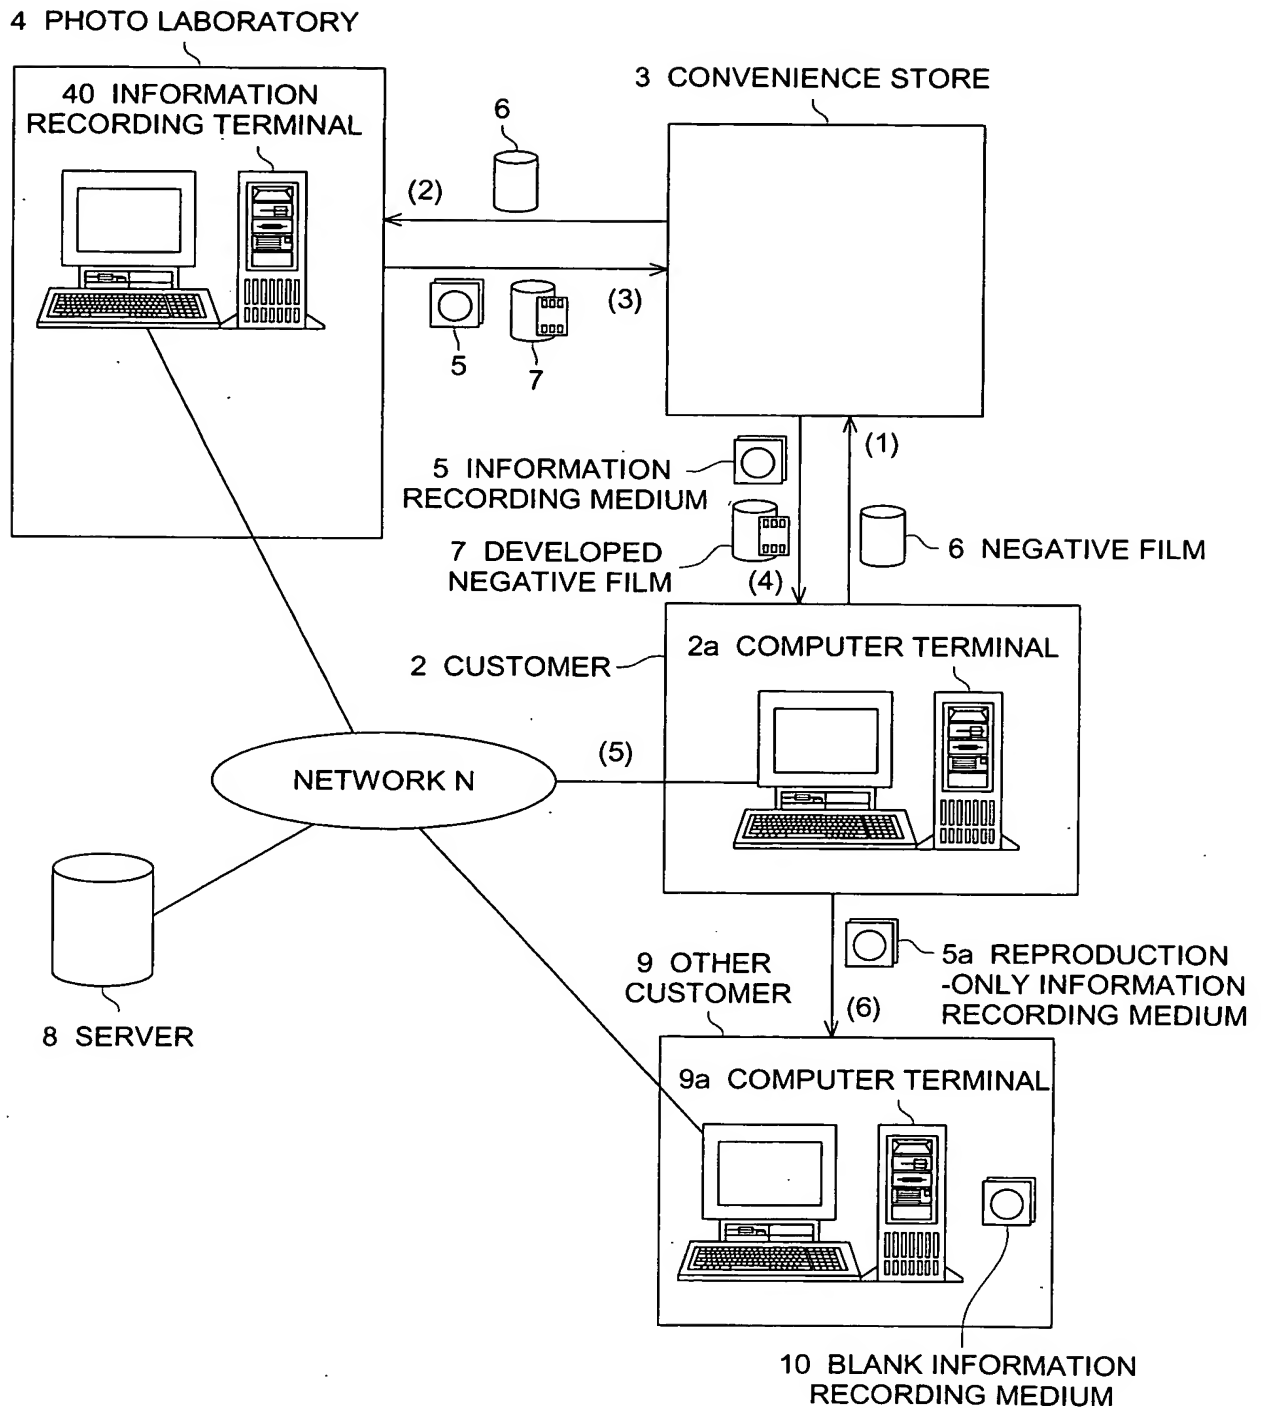 4 PHOTO LABORATORY
40 INFORMATION
RECORDING TERMINAL
3 CONVENIENCE STORE
6
(2)
(3)
5
7
5 INFORMATION
RECORDING MEDIUM
(1)
7 DEVELOPED
NEGATIVE FILM
(4)
6 NEGATIVE FILM
2 CUSTOMER
2a COMPUTER TERMINAL
(5)
NETWORK N
8 SERVER
9 OTHER
CUSTOMER
(6)
5a REPRODUCTION
-ONLY INFORMATION
RECORDING MEDIUM
9a COMPUTER TERMINAL
10 BLANK INFORMATION
RECORDING MEDIUM